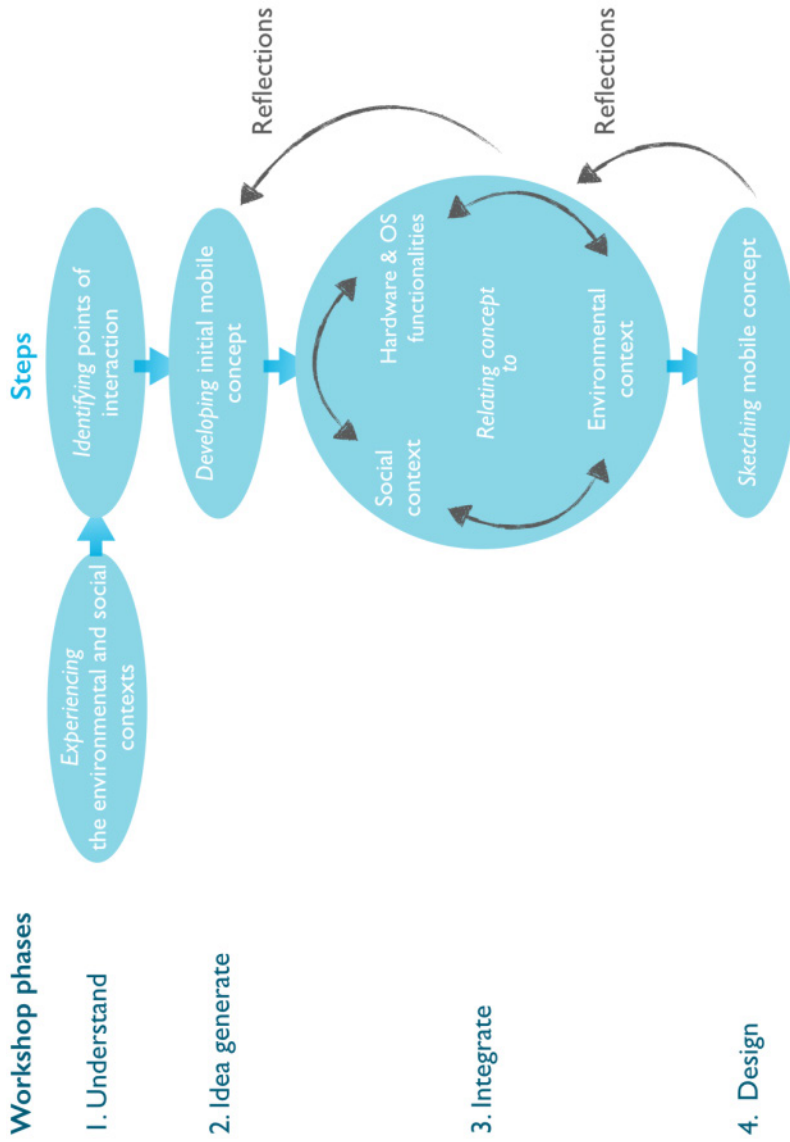 Workshop phases
Steps
1. Understand
Experiencing
the environmental and social
contexts
Identifying points of
interaction
2. Idea generate
Developing initial mobile
concept
Reflections
3. Integrate
Social
context
Hardware & OS
functionalities
Relating concept
to
Environmental
context
Reflections
4. Design
Sketching mobile concept